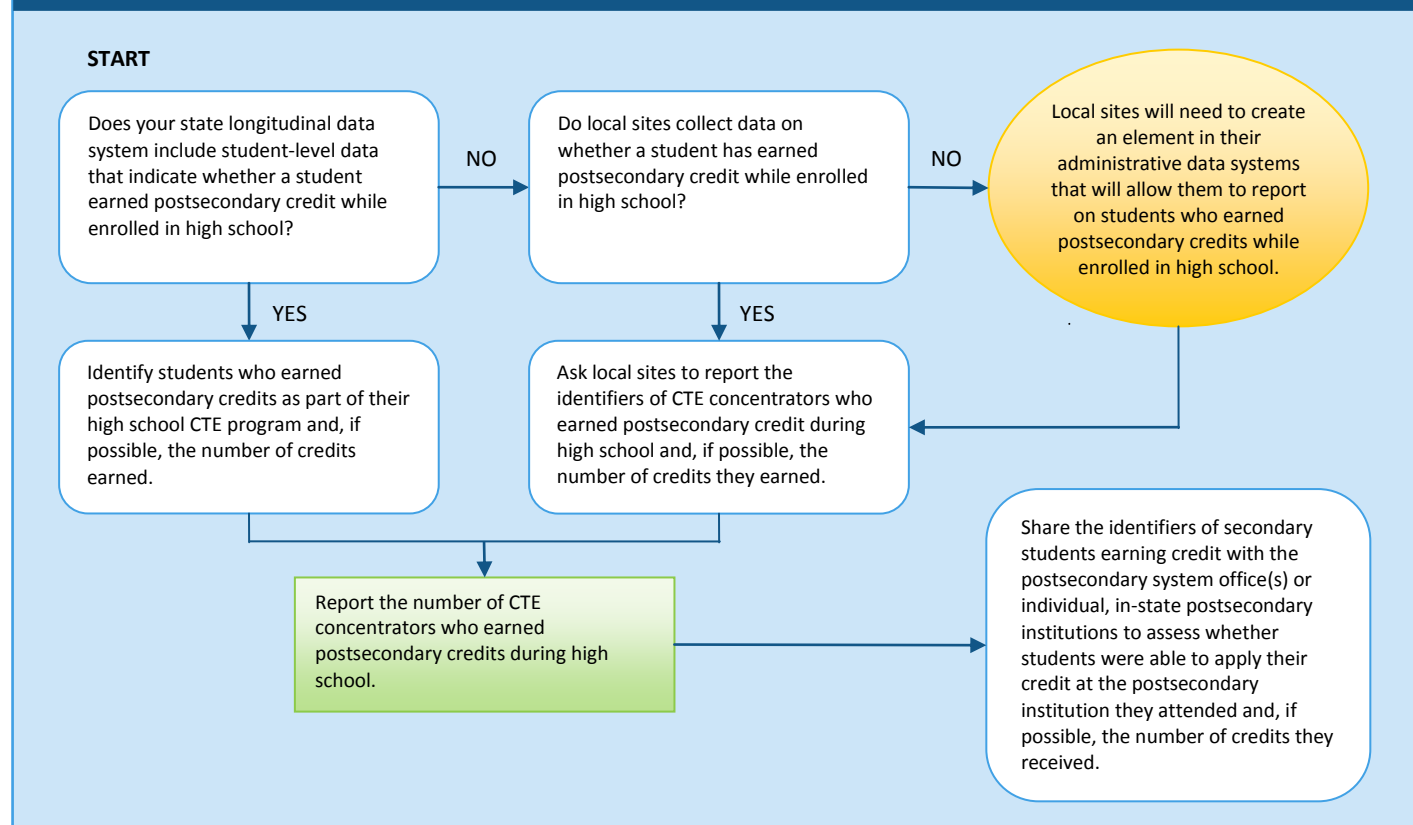 START
Does your state longitudinal data
system include student-level data
that indicate whether a student
earned postsecondary credit while
enrolled in high school?
NO
Do local sites collect data on
whether a student has earned
postsecondary credit while enrolled
in high school?
NO
Local sites will need to create
an element in their
administrative data systems
that will allow them to report
on students who earned
postsecondary credits while
enrolled in high school.
YES
YES
.
Identify students who earned
postsecondary credits as part of their
high school CTE program and, if
possible, the number of credits
earned.
Ask local sites to report the
identifiers of CTE concentrators who
earned postsecondary credit during
high school and, if possible, the
number of credits they earned.
Report the number of CTE
concentrators who earned
postsecondary credits during high
school.
Share the identifiers of secondary
students earning credit with the
postsecondary system office(s) or
individual, in-state postsecondary
institutions to assess whether
students were able to apply their
credit at the postsecondary
institution they attended and, if
possible, the number of credits they
received.